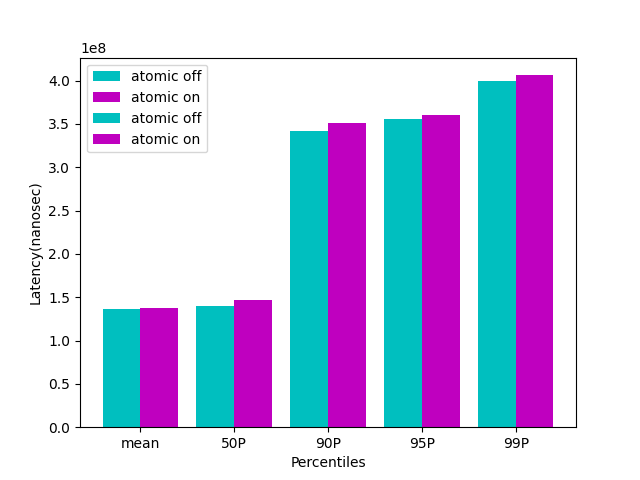 1e8
atomic off
atomic on
atomic off
atomic on
4.0
3.5
3.0
2.5
2.0
1.5
1.0
0.5
0.0
Latency(nanosec)
mean 50P 90P 95P 99P
Percentiles